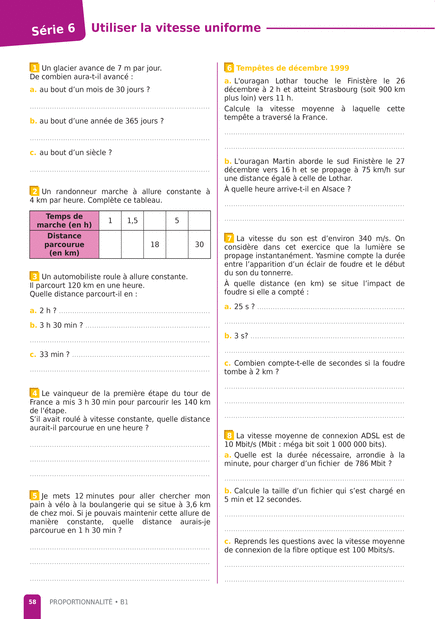 Série 6
Utiliser la vitesse uniforme
1 Un glacier avance de 7 m par jour.
De combien aura-t-il avancé :
a. au bout d'un mois de 30 jours ?
b. au bout d'une année de 365 jours ?
c. au bout d'un siècle ?
2 Un randonneur marche à allure constante à
4 km par heure. Complète ce tableau.
Temps de
marche (en h)
1 1,5 5
Distance
parcourue
(en km)
18 30
3 Un automobiliste roule à allure constante.
Il parcourt 120 km en une heure.
Quelle distance parcourt-il en :
a. 2 h ?
b. 3 h 30 min ?
c. 33 min ?
4 Le vainqueur de la première étape du tour de
France a mis 3 h 30 min pour parcourir les 140 km
de l'étape.
S'il avait roulé à vitesse constante, quelle distance
aurait-il parcourue en une heure ?
5 Je mets 12 minutes pour aller chercher mon
pain à vélo à la boulangerie qui se situe à 3,6 km
de chez moi. Si je pouvais maintenir cette allure de
manière constante, quelle distance aurais-je
parcourue en 1 h 30 min ?
6 Tempêtes de décembre 1999
a. L'ouragan Lothar touche le Finistère le 26
décembre à 2 h et atteint Strasbourg (soit 900 km
plus loin) vers 11 h.
Calcule la vitesse moyenne à laquelle cette
tempête a traversé la France.
b. L'ouragan Martin aborde le sud Finistère le 27
décembre vers 16 h et se propage à 75 km/h sur
une distance égale à celle de Lothar.
À quelle heure arrive-t-il en Alsace ?
7 La vitesse du son est d'environ 340 m/s. On
considère dans cet exercice que la lumière se
propage instantanément. Yasmine compte la durée
entre l'apparition d'un éclair de foudre et le début
du son du tonnerre.
À quelle distance (en km) se situe l'impact de
foudre si elle a compté :
a. 25 s ?
b. 3 s?
c. Combien compte-t-elle de secondes si la foudre
tombe à 2 km ?
8 La vitesse moyenne de connexion ADSL est de
10 Mbit/s (Mbit : méga bit soit 1 000 000 bits).
a. Quelle est la durée nécessaire, arrondie à la
minute, pour charger d'un fichier de 786 Mbit ?
b. Calcule la taille d'un fichier qui s'est chargé en
5 min et 12 secondes.
c. Reprends les questions avec la vitesse moyenne
de connexion de la fibre optique est 100 Mbits/s.
58 PROPORTIONNALITÉ • B1